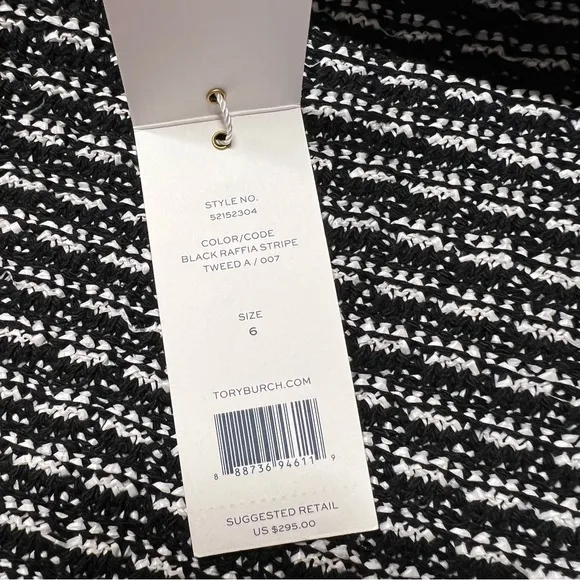 STYLE NO.
52152304
COLOR/CODE
BLACK RAFFIA STRIPE
TWEED A / 007
SIZE
6
TORYBURCH.COM
8 88736 94611 9
SUGGESTED RETAIL
US $295.00